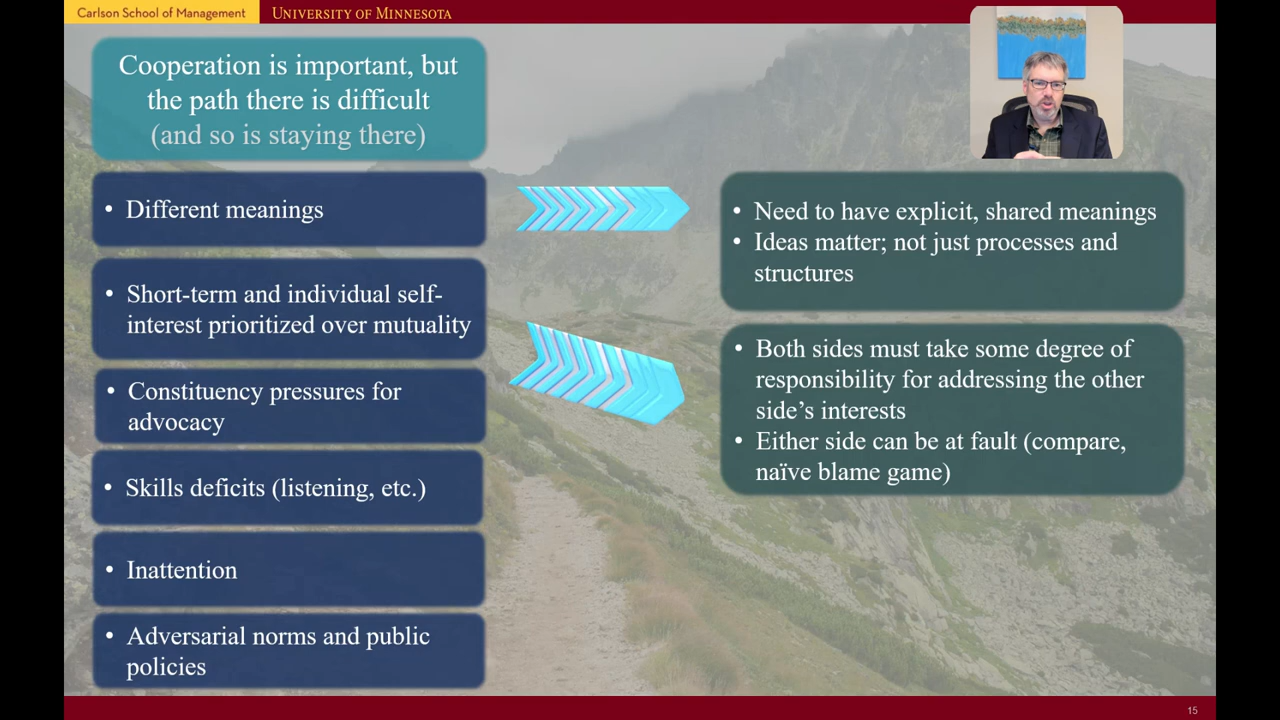 Carlson School of Management
UNIVERSITY OF MINNESOTA
Cooperation is important, but
the path there is difficult
(and so is staying there)
• Different meanings
• Short-term and individual self-
interest prioritized over mutuality
• Constituency pressures for
advocacy
• Skills deficits (listening, etc.)
• Inattention
• Adversarial norms and public
policies
• Need to have explicit, shared meanings
• Ideas matter; not just processes and
structures
• Both sides must take some degree of
responsibility for addressing the other
side’s interests
• Either side can be at fault (compare,
naïve blame game)
15